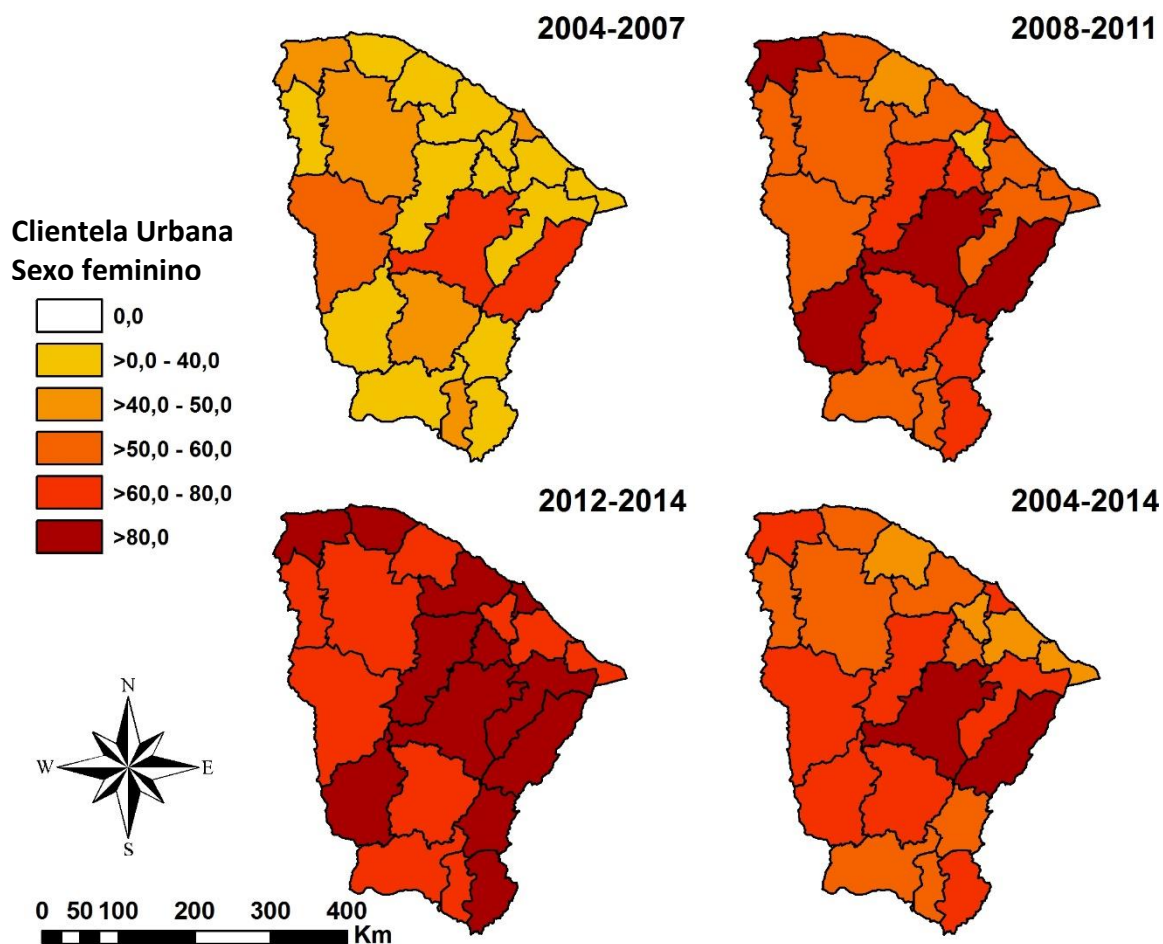 2004-2007
2008-2011
Clientela Urbana
Sexo feminino
0,0
>0,0 - 40,0
>40,0 - 50,0
>50,0 - 60,0
>60,0 - 80,0
>80,0
2012-2014
2004-2014
N
W E
S
0 50 100 200 300 400
Km